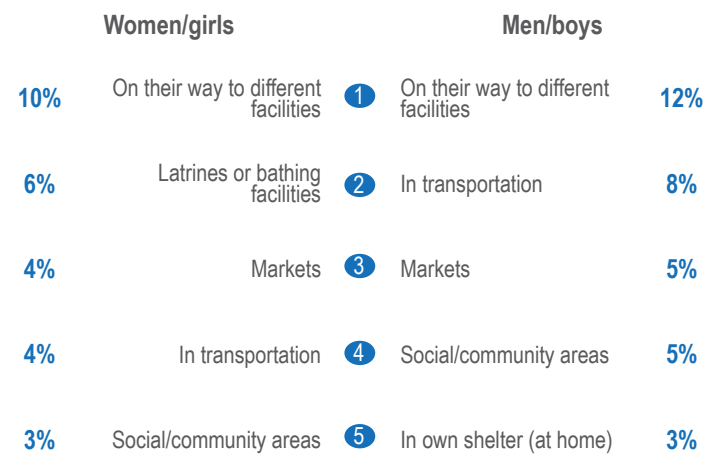 Women/girls Men/boys
10% On their way to different facilities 1 On their way to different facilities 12%
6% Latrines or bathing facilities 2 In transportation 8%
4% Markets 3 Markets 5%
4% In transportation 4 Social/community areas 5%
3% Social/community areas 5 In own shelter (at home) 3%